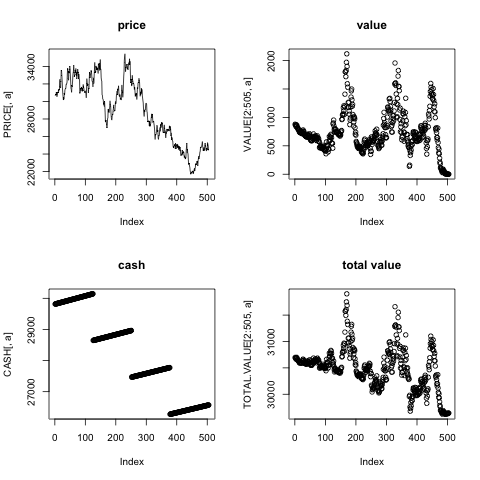 price
PRICE[, a]
34000
28000
22000
0 100 200 300 400 500
Index
value
VALUE[2:505, a]
2000
1000
500
0
0 100 200 300 400 500
Index
cash
CASH[, a]
29000
27000
0 100 200 300 400 500
Index
total value
TOTAL.VALUE[2:505, a]
31000
30000
0 100 200 300 400 500
Index